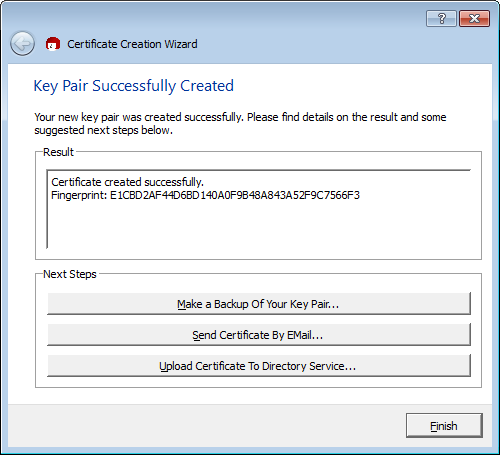 Certificate Creation Wizard
Key Pair Successfully Created
Your new key pair was created successfully. Please find details on the result and some
suggested next steps below.
Result
Certificate created successfully.
Fingerprint: E1CBD2AF44D6BD140A0F9B48A843A52F9C7566F3
Next Steps
Make a Backup Of Your Key Pair...
Send Certificate By EMail...
Upload Certificate To Directory Service...
Finish